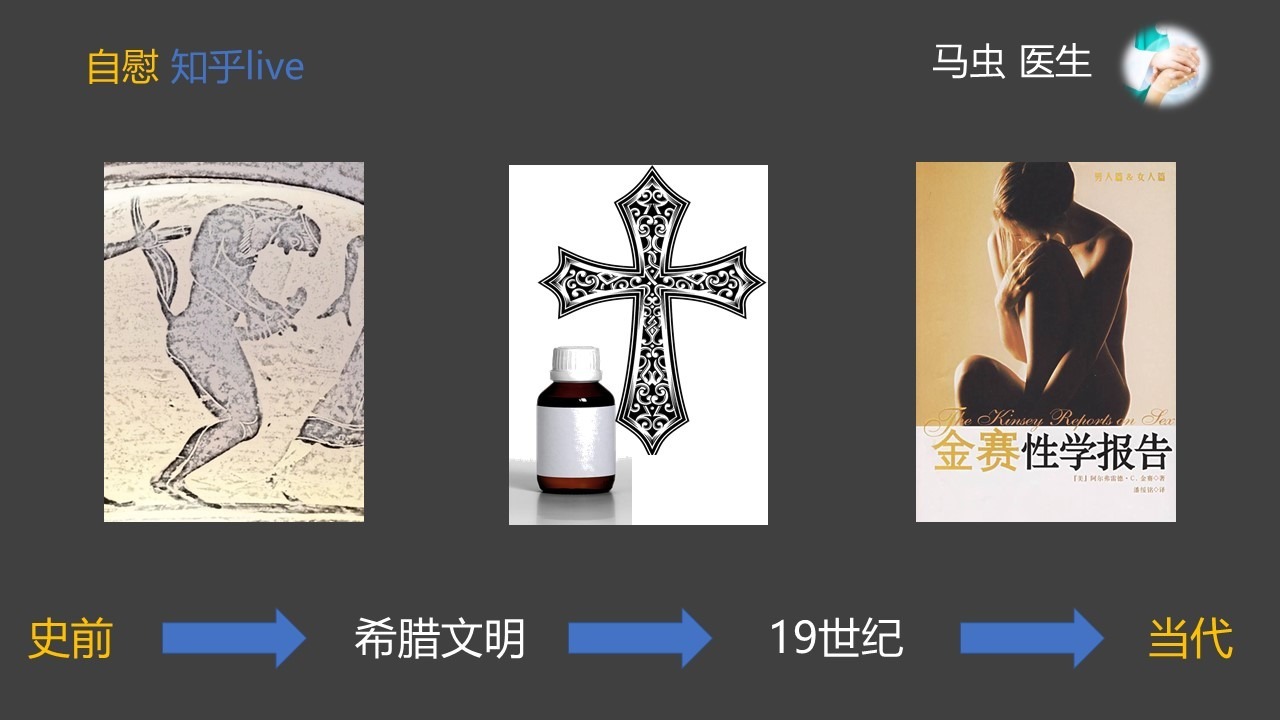 自慰 知乎live
马虫 医生
男人篇&女人篇
The Kinsey Reports on Sex
金赛性学报告
[美]阿尔弗雷德·C.金赛◇著
潘绥铭◇译
史前 希腊文明 19世纪 当代